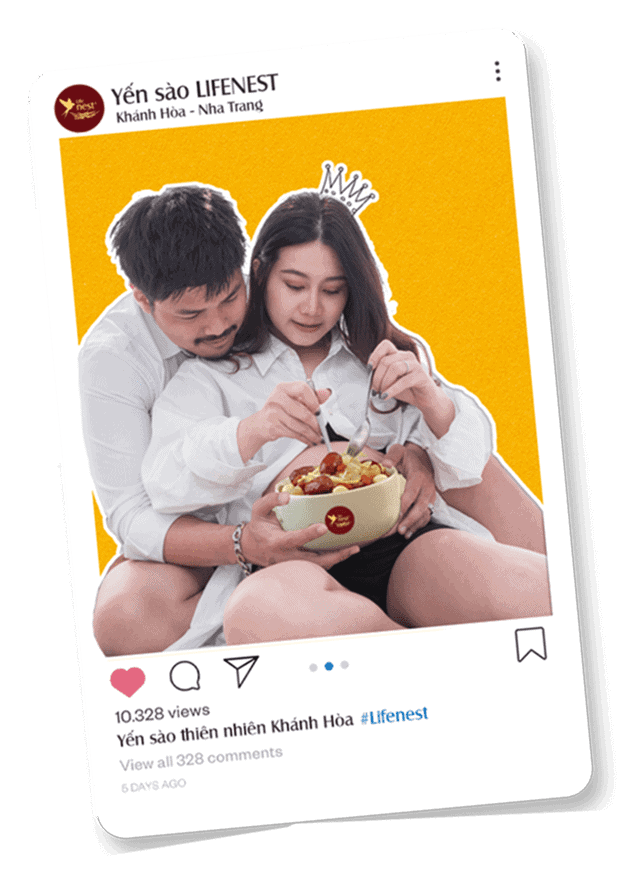 Yến sào LIFENEST
Khánh Hòa - Nha Trang
nest
10.328 views
Yến sào thiên nhiên Khánh Hòa #Lifenest
View all 328 comments
5 DAYS AGO